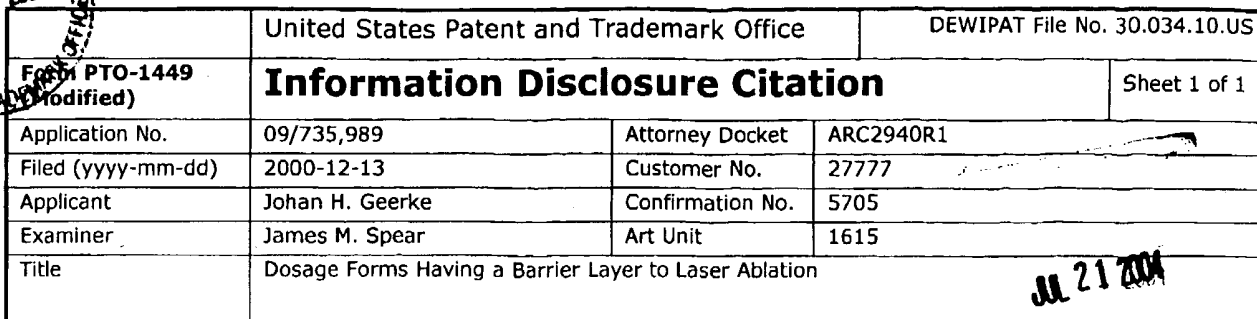 United States Patent and Trademark Office DEWIPAT File No. 30.034.10.US
Form PTO-1449 (Modified) Information Disclosure Citation Sheet 1 of 1
Application No. 09/735,989 Attorney Docket ARC2940R1
Filed (yyyy-mm-dd) 2000-12-13 Customer No. 27777
Applicant Johan H. Geerke Confirmation No. 5705
Examiner James M. Spear Art Unit 1615
Title Dosage Forms Having a Barrier Layer to Laser Ablation
JUL 21 2004